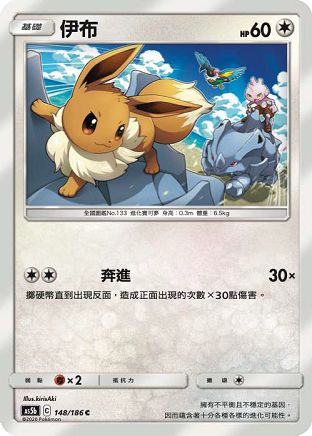 基礎 伊布 HP60
全國圖鑑No.133 進化寶可夢 身高：0.3m 體重：6.5kg
奔進 30×
擲硬幣直到出現反面，造成正面出現的次數×30點傷害。
弱點 ×2 抵抗力 撤退
Illus.kirisAki
擁有不平衡且不穩定的基因，
因而蘊含著十分各種各樣的進化可能性。
AS5b C 148/186 C
©2020 Pokémon